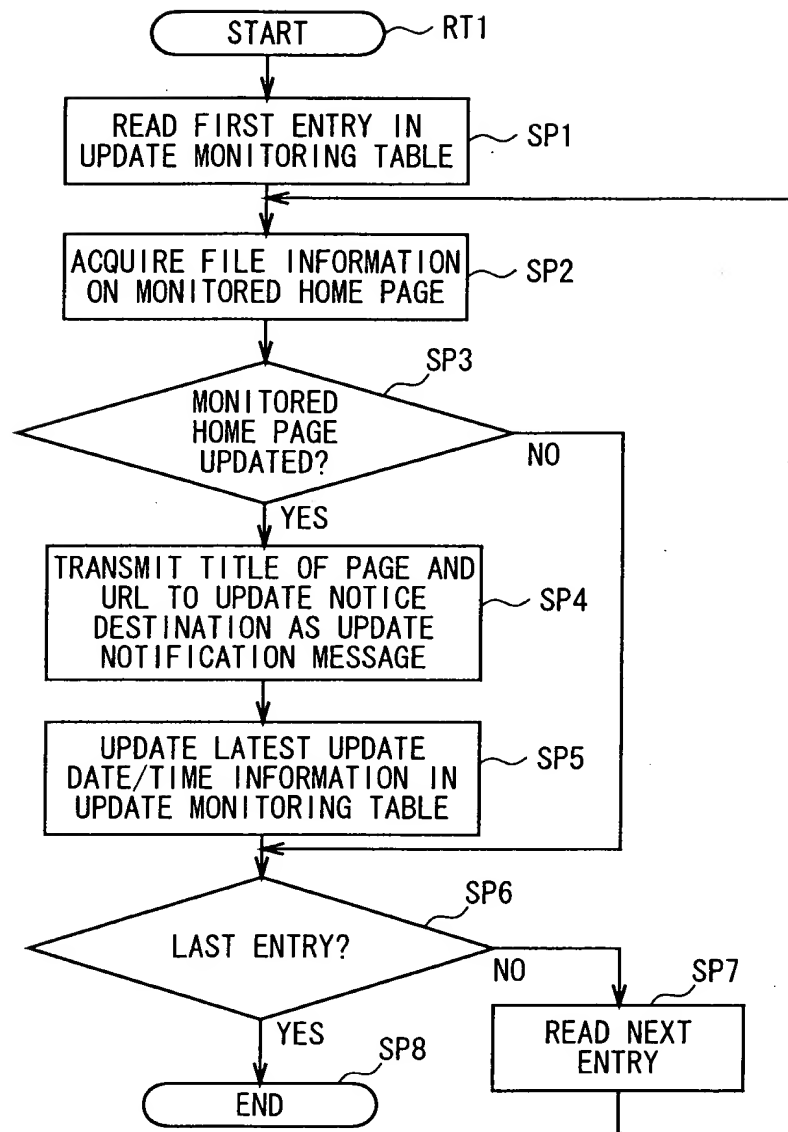 START
RT1
READ FIRST ENTRY IN
UPDATE MONITORING TABLE
SP1
ACQUIRE FILE INFORMATION
ON MONITORED HOME PAGE
SP2
SP3
MONITORED
HOME PAGE
UPDATED?
NO
YES
TRANSMIT TITLE OF PAGE AND
URL TO UPDATE NOTICE
DESTINATION AS UPDATE
NOTIFICATION MESSAGE
SP4
UPDATE LATEST UPDATE
DATE/TIME INFORMATION IN
UPDATE MONITORING TABLE
SP5
SP6
LAST ENTRY?
NO
YES
SP7
READ NEXT
ENTRY
SP8
END